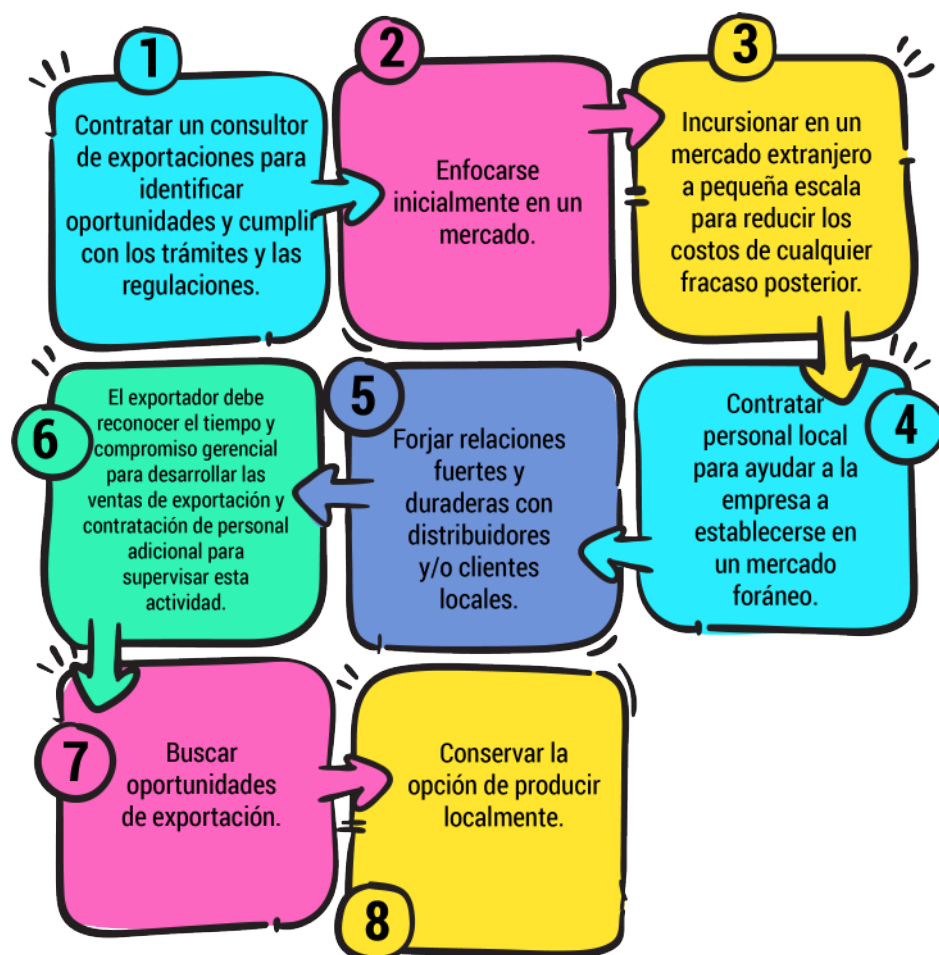 1
Contratar un consultor
de exportaciones para
identificar
oportunidades y cumplir
con los trámites y las
regulaciones.
2
Enfocarse
inicialmente en un
mercado.
3
Incursionar en un
mercado extranjero
a pequeña escala
para reducir los
costos de cualquier
fracaso posterior.
4
Contratar
personal local
para ayudar a la
empresa a
establecerse en
un mercado
foráneo.
5
Forjar relaciones
fuertes y
duraderas con
distribuidores
y/o clientes
locales.
6
El exportador debe
reconocer el tiempo y
compromiso gerencial
para desarrollar las
ventas de exportación y
contratación de personal
adicional para
supervisar esta
actividad.
7
Buscar
oportunidades
de exportación.
8
Conservar la
opción de producir
localmente.